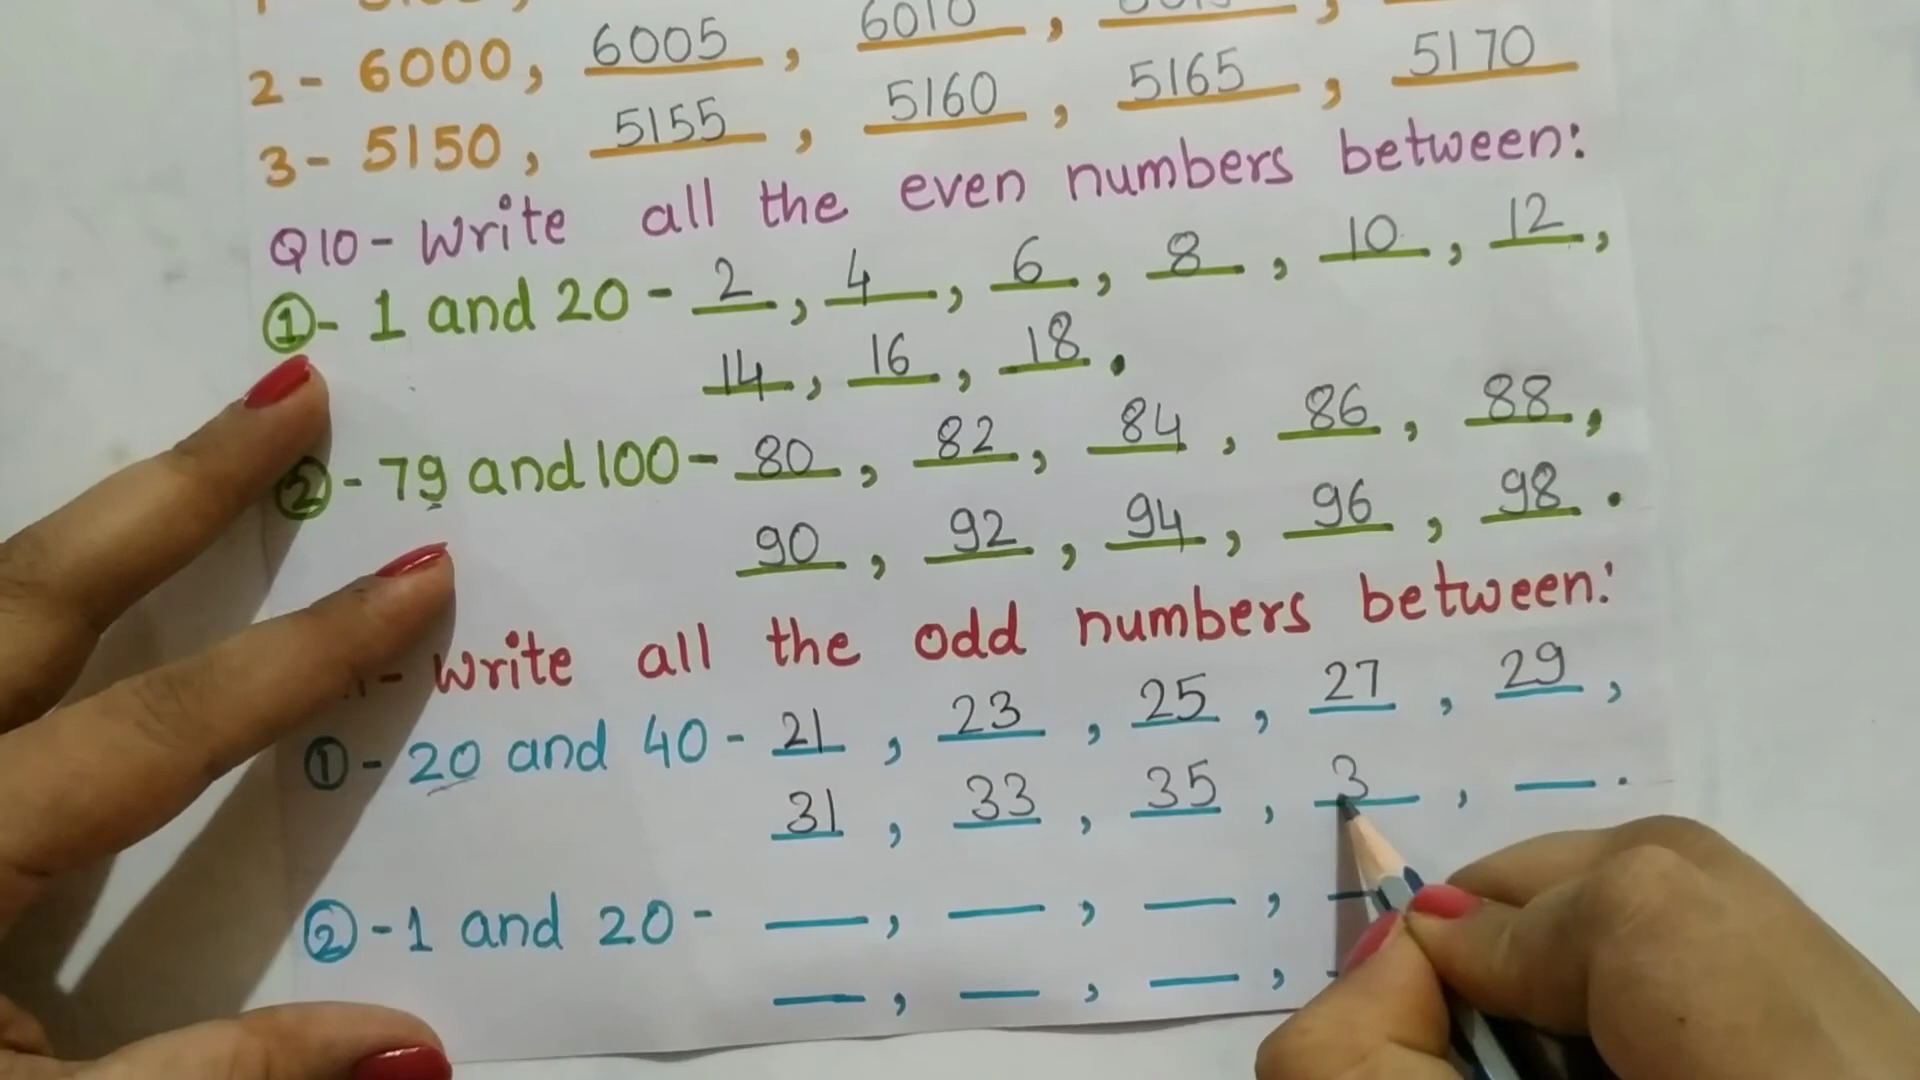 2 - 6000, 6005, 6010,
3 - 5150, 5155, 5160, 5165, 5170
Q10 - Write all the even numbers between:
① - 1 and 20 - 2, 4, 6, 8, 10, 12,
14, 16, 18.
② - 79 and 100 - 80, 82, 84, 86, 88,
90, 92, 94, 96, 98.
- Write all the odd numbers between:
① - 20 and 40 - 21, 23, 25, 27, 29,
31, 33, 35, 3
② - 1 and 20 -